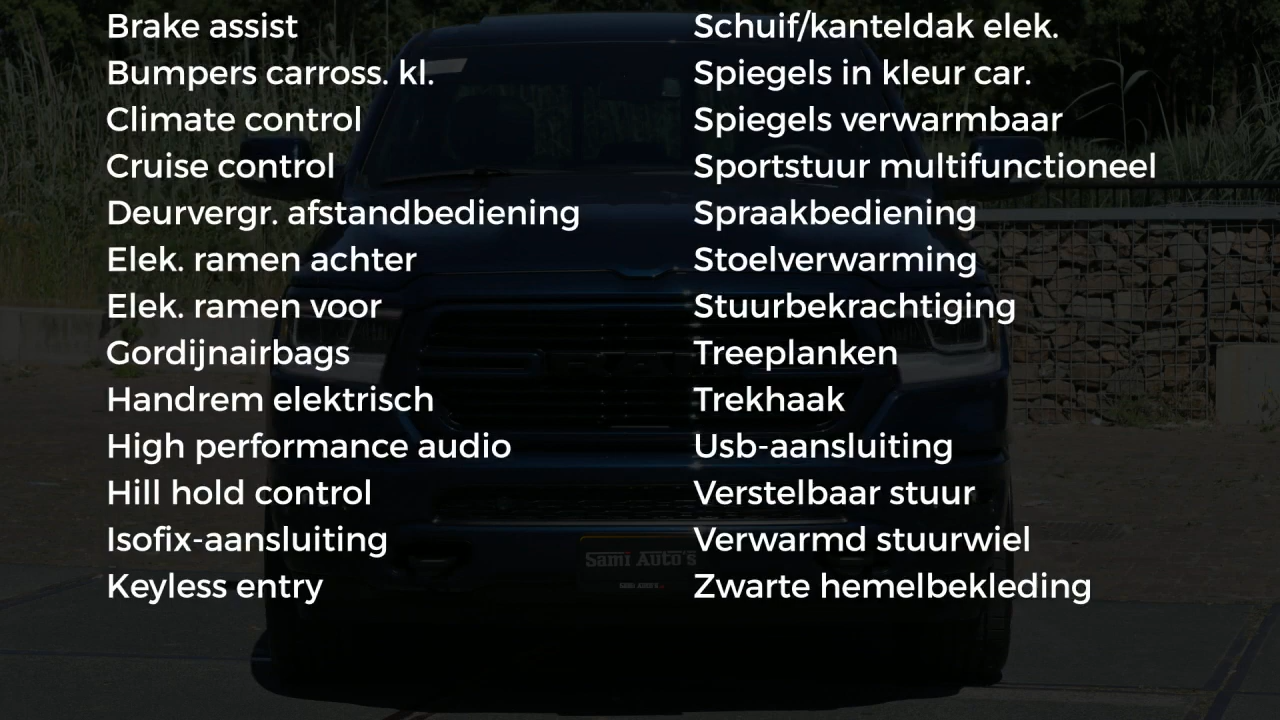 Brake assist
Bumpers carross. kl.
Climate control
Cruise control
Deurvergr. afstandbediening
Elek. ramen achter
Elek. ramen voor
Gordijnairbags
Handrem elektrisch
High performance audio
Hill hold control
Isofix-aansluiting
Keyless entry
Schuif/kanteldak elek.
Spiegels in kleur car.
Spiegels verwarmbaar
Sportstuur multifunctioneel
Spraakbediening
Stoelverwarming
Stuurbekrachtiging
Treeplanken
Trekhaak
Usb-aansluiting
Verstelbaar stuur
Verwarmd stuurwiel
Zwarte hemelbekleding
Sami Auto's